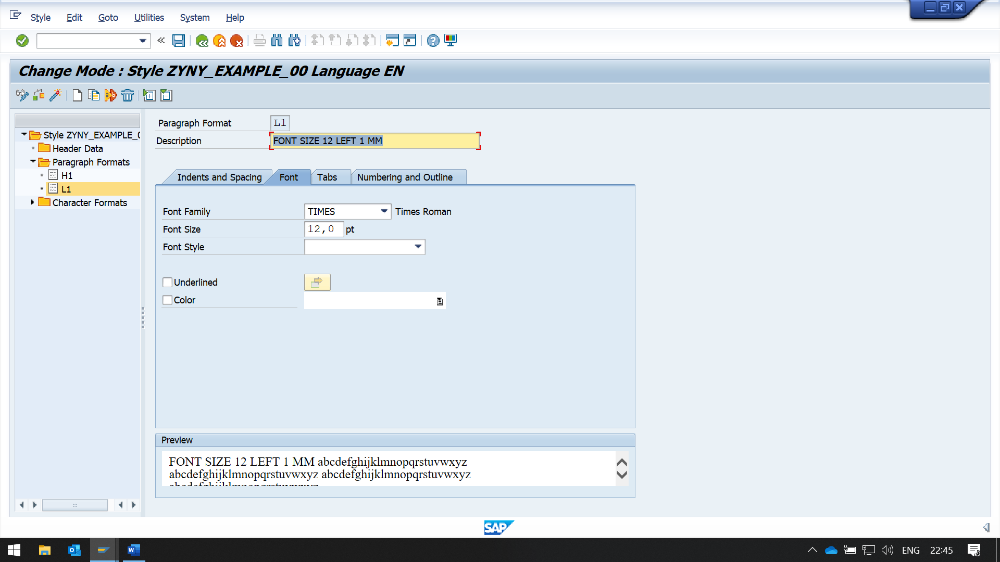 Style Edit Goto Utilities System Help
Change Mode : Style ZYNY_EXAMPLE_00 Language EN
Style ZYNY_EXAMPLE_0
Header Data
Paragraph Formats
H1
L1
Character Formats
Paragraph Format L1
Description FONT SIZE 12 LEFT 1 MM
Indents and Spacing Font Tabs Numbering and Outline
Font Family TIMES Times Roman
Font Size 12,0 pt
Font Style
Underlined
Color
Preview
FONT SIZE 12 LEFT 1 MM abcdefghijklmnopqrstuvwxyz
abcdefghijklmnopqrstuvwxyz abcdefghijklmnopqrstuvwxyz
abcdefghijklmnopqrstuvwxyz
SAP
ENG 22:45